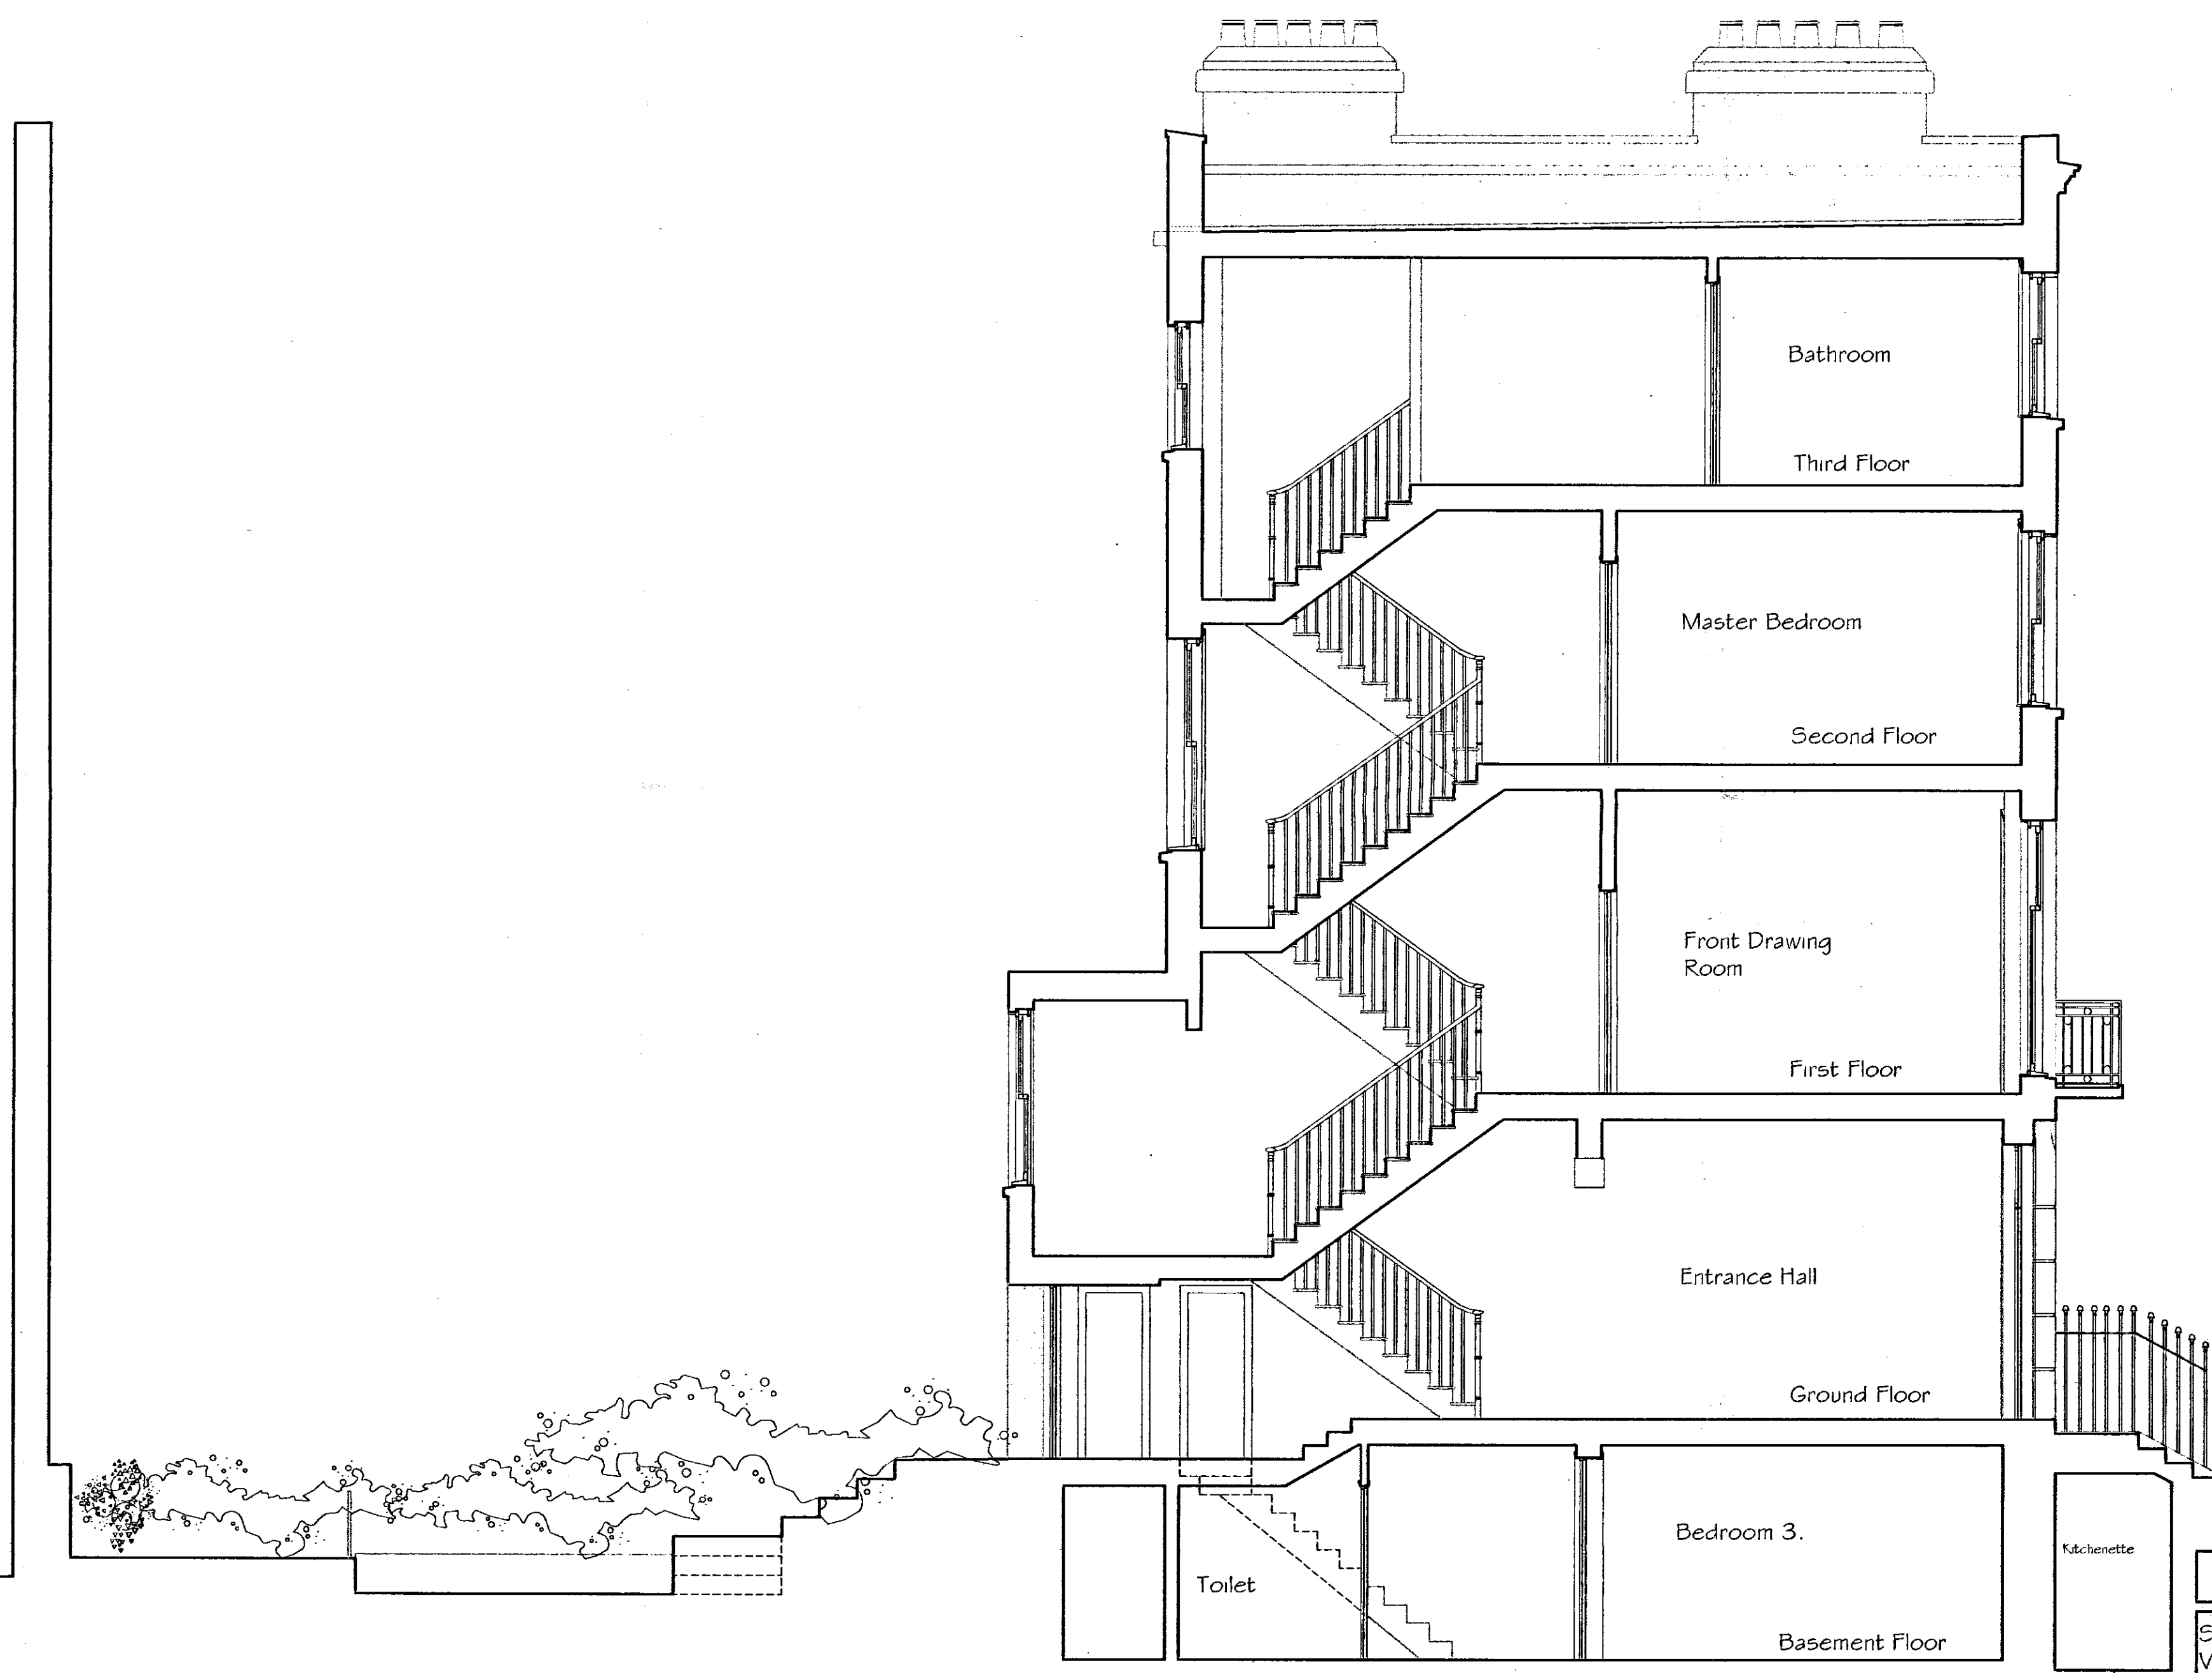 Bathroom
Third Floor
Master Bedroom
Second Floor
Front Drawing
Room
First Floor
Entrance Hall
Ground Floor
Bedroom 3.
Kitchenette
Toilet
Basement Floor